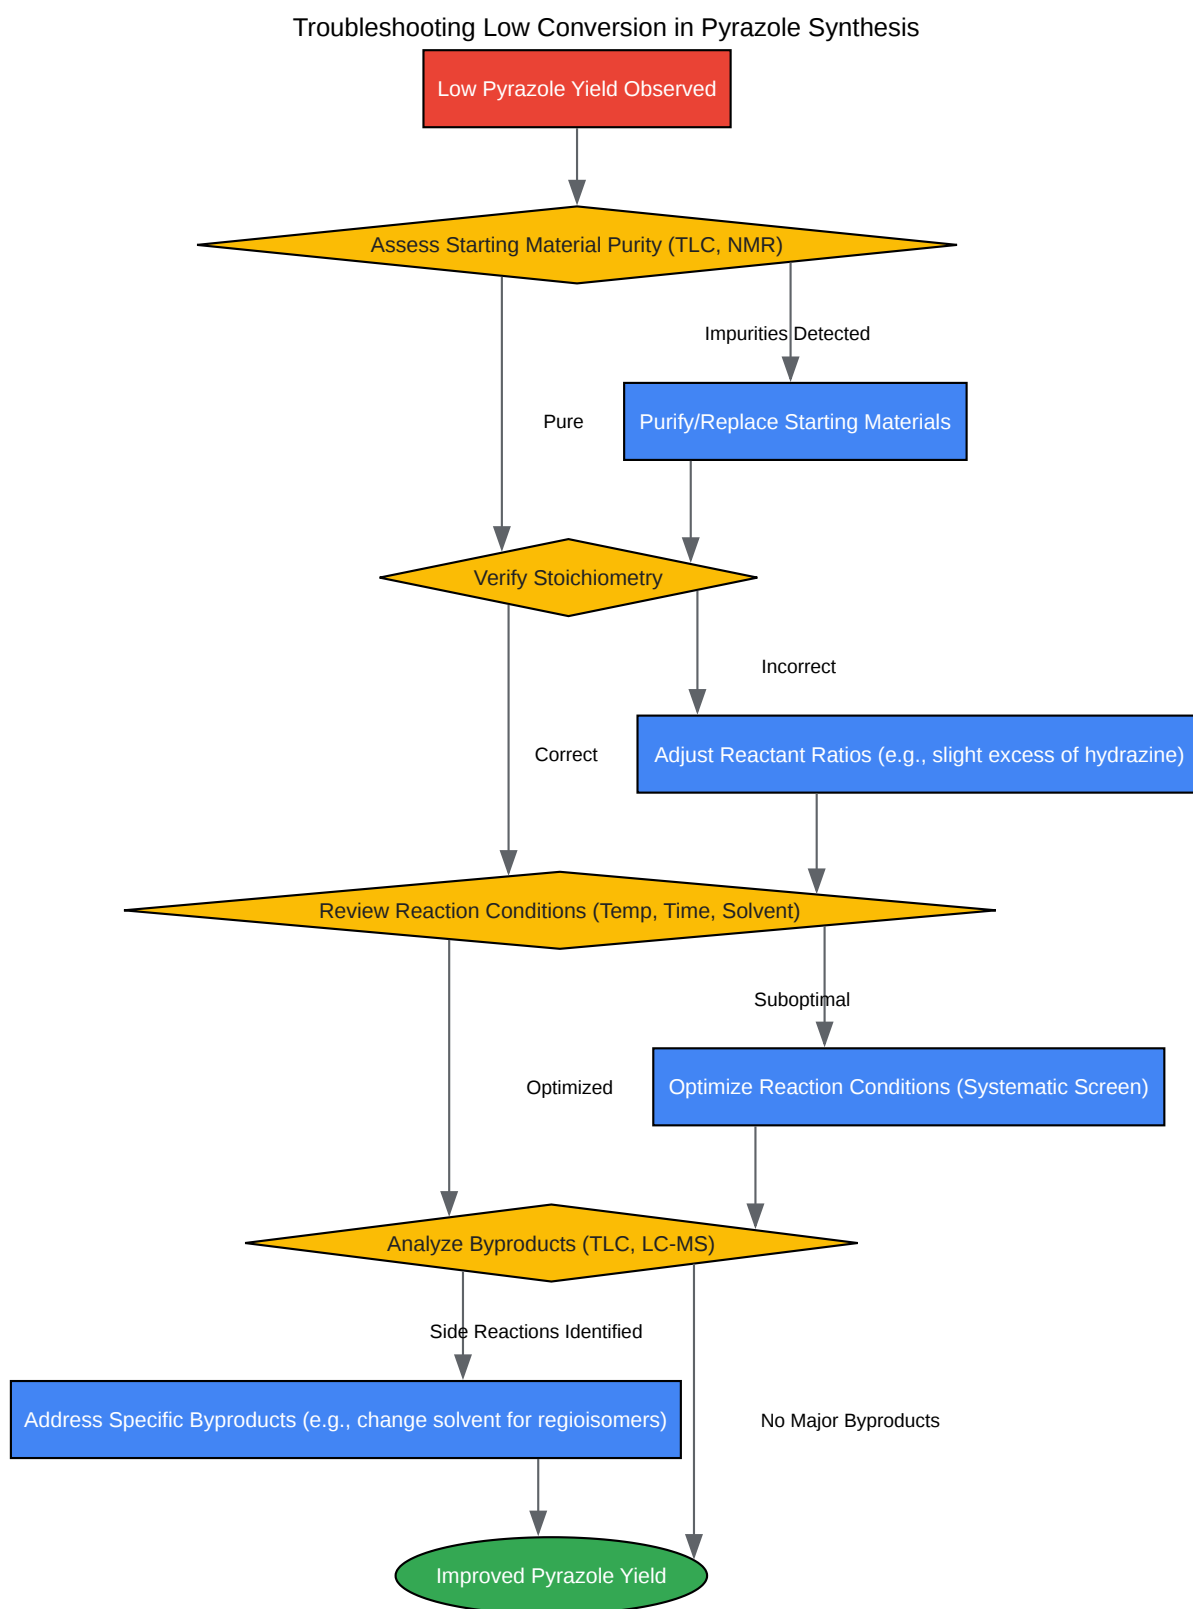 Troubleshooting Low Conversion in Pyrazole Synthesis
Low Pyrazole Yield Observed
Assess Starting Material Purity (TLC, NMR)
Impurities Detected
Pure
Purify/Replace Starting Materials
Verify Stoichiometry
Incorrect
Correct
Adjust Reactant Ratios (e.g., slight excess of hydrazine)
Review Reaction Conditions (Temp, Time, Solvent)
Suboptimal
Optimized
Optimize Reaction Conditions (Systematic Screen)
Analyze Byproducts (TLC, LC-MS)
Side Reactions Identified
Address Specific Byproducts (e.g., change solvent for regioisomers)
No Major Byproducts
Improved Pyrazole Yield